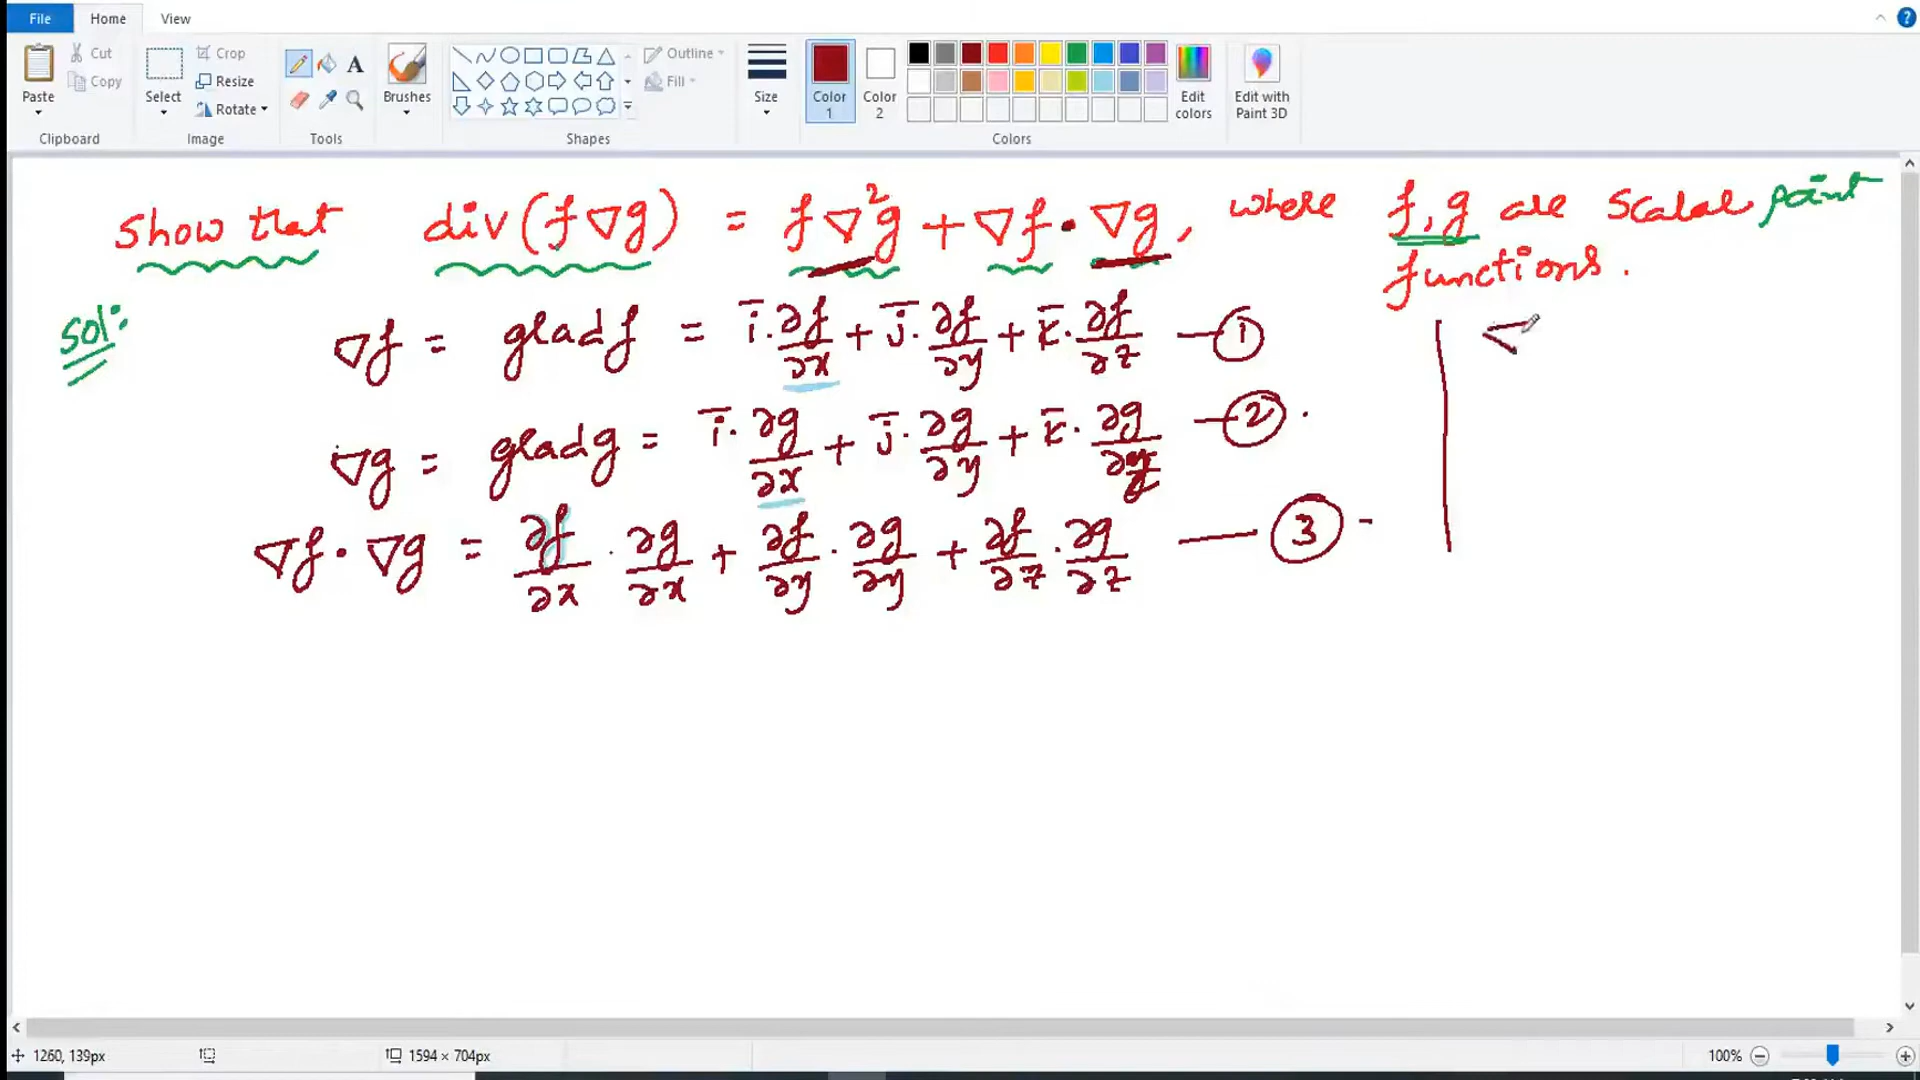 File Home View
Paste Cut Copy Clipboard
Select Crop Resize Rotate Image
A Tools
Brushes
Outline Fill Shapes
Size
Color 1 Color 2 Edit colors Colors
Edit with Paint 3D
Show that div(f∇g) = f∇²g + ∇f · ∇g, where f,g are scalar point
functions.
Sol:
∇f = grad f = i̅·∂f/∂x + j̅·∂f/∂y + k̅·∂f/∂z —①
∇g = grad g = i̅·∂g/∂x + j̅·∂g/∂y + k̅·∂g/∂z —②.
∇f · ∇g = ∂f/∂x · ∂g/∂x + ∂f/∂y · ∂g/∂y + ∂f/∂z · ∂g/∂z —③-
1260, 139px 1594 × 704px 100%